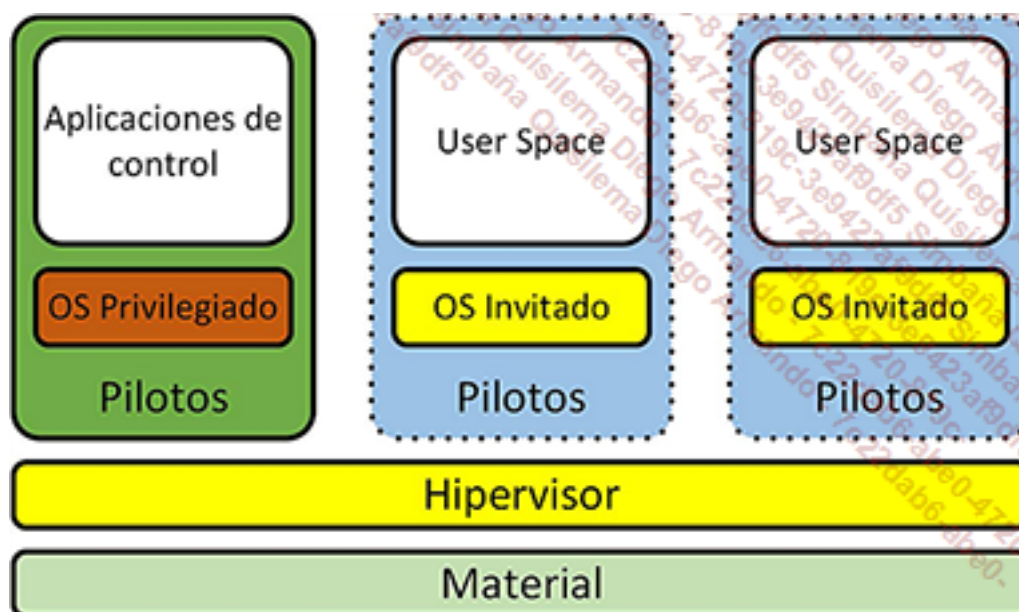 Aplicaciones de
control
User Space
User Space
OS Privilegiado
OS Invitado
OS Invitado
Pilotos
Pilotos
Pilotos
Hipervisor
Material